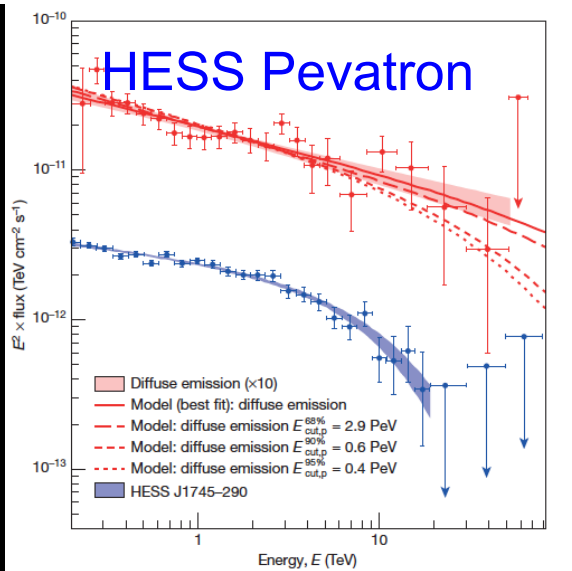 HESS Pevatron
10⁻¹⁰
10⁻¹¹
10⁻¹²
10⁻¹³
E² × flux (TeV cm⁻² s⁻¹)
Diffuse emission (×10)
Model (best fit): diffuse emission
Model: diffuse emission E^68%_cut,p = 2.9 PeV
Model: diffuse emission E^90%_cut,p = 0.6 PeV
Model: diffuse emission E^95%_cut,p = 0.4 PeV
HESS J1745–290
1 10
Energy, E (TeV)